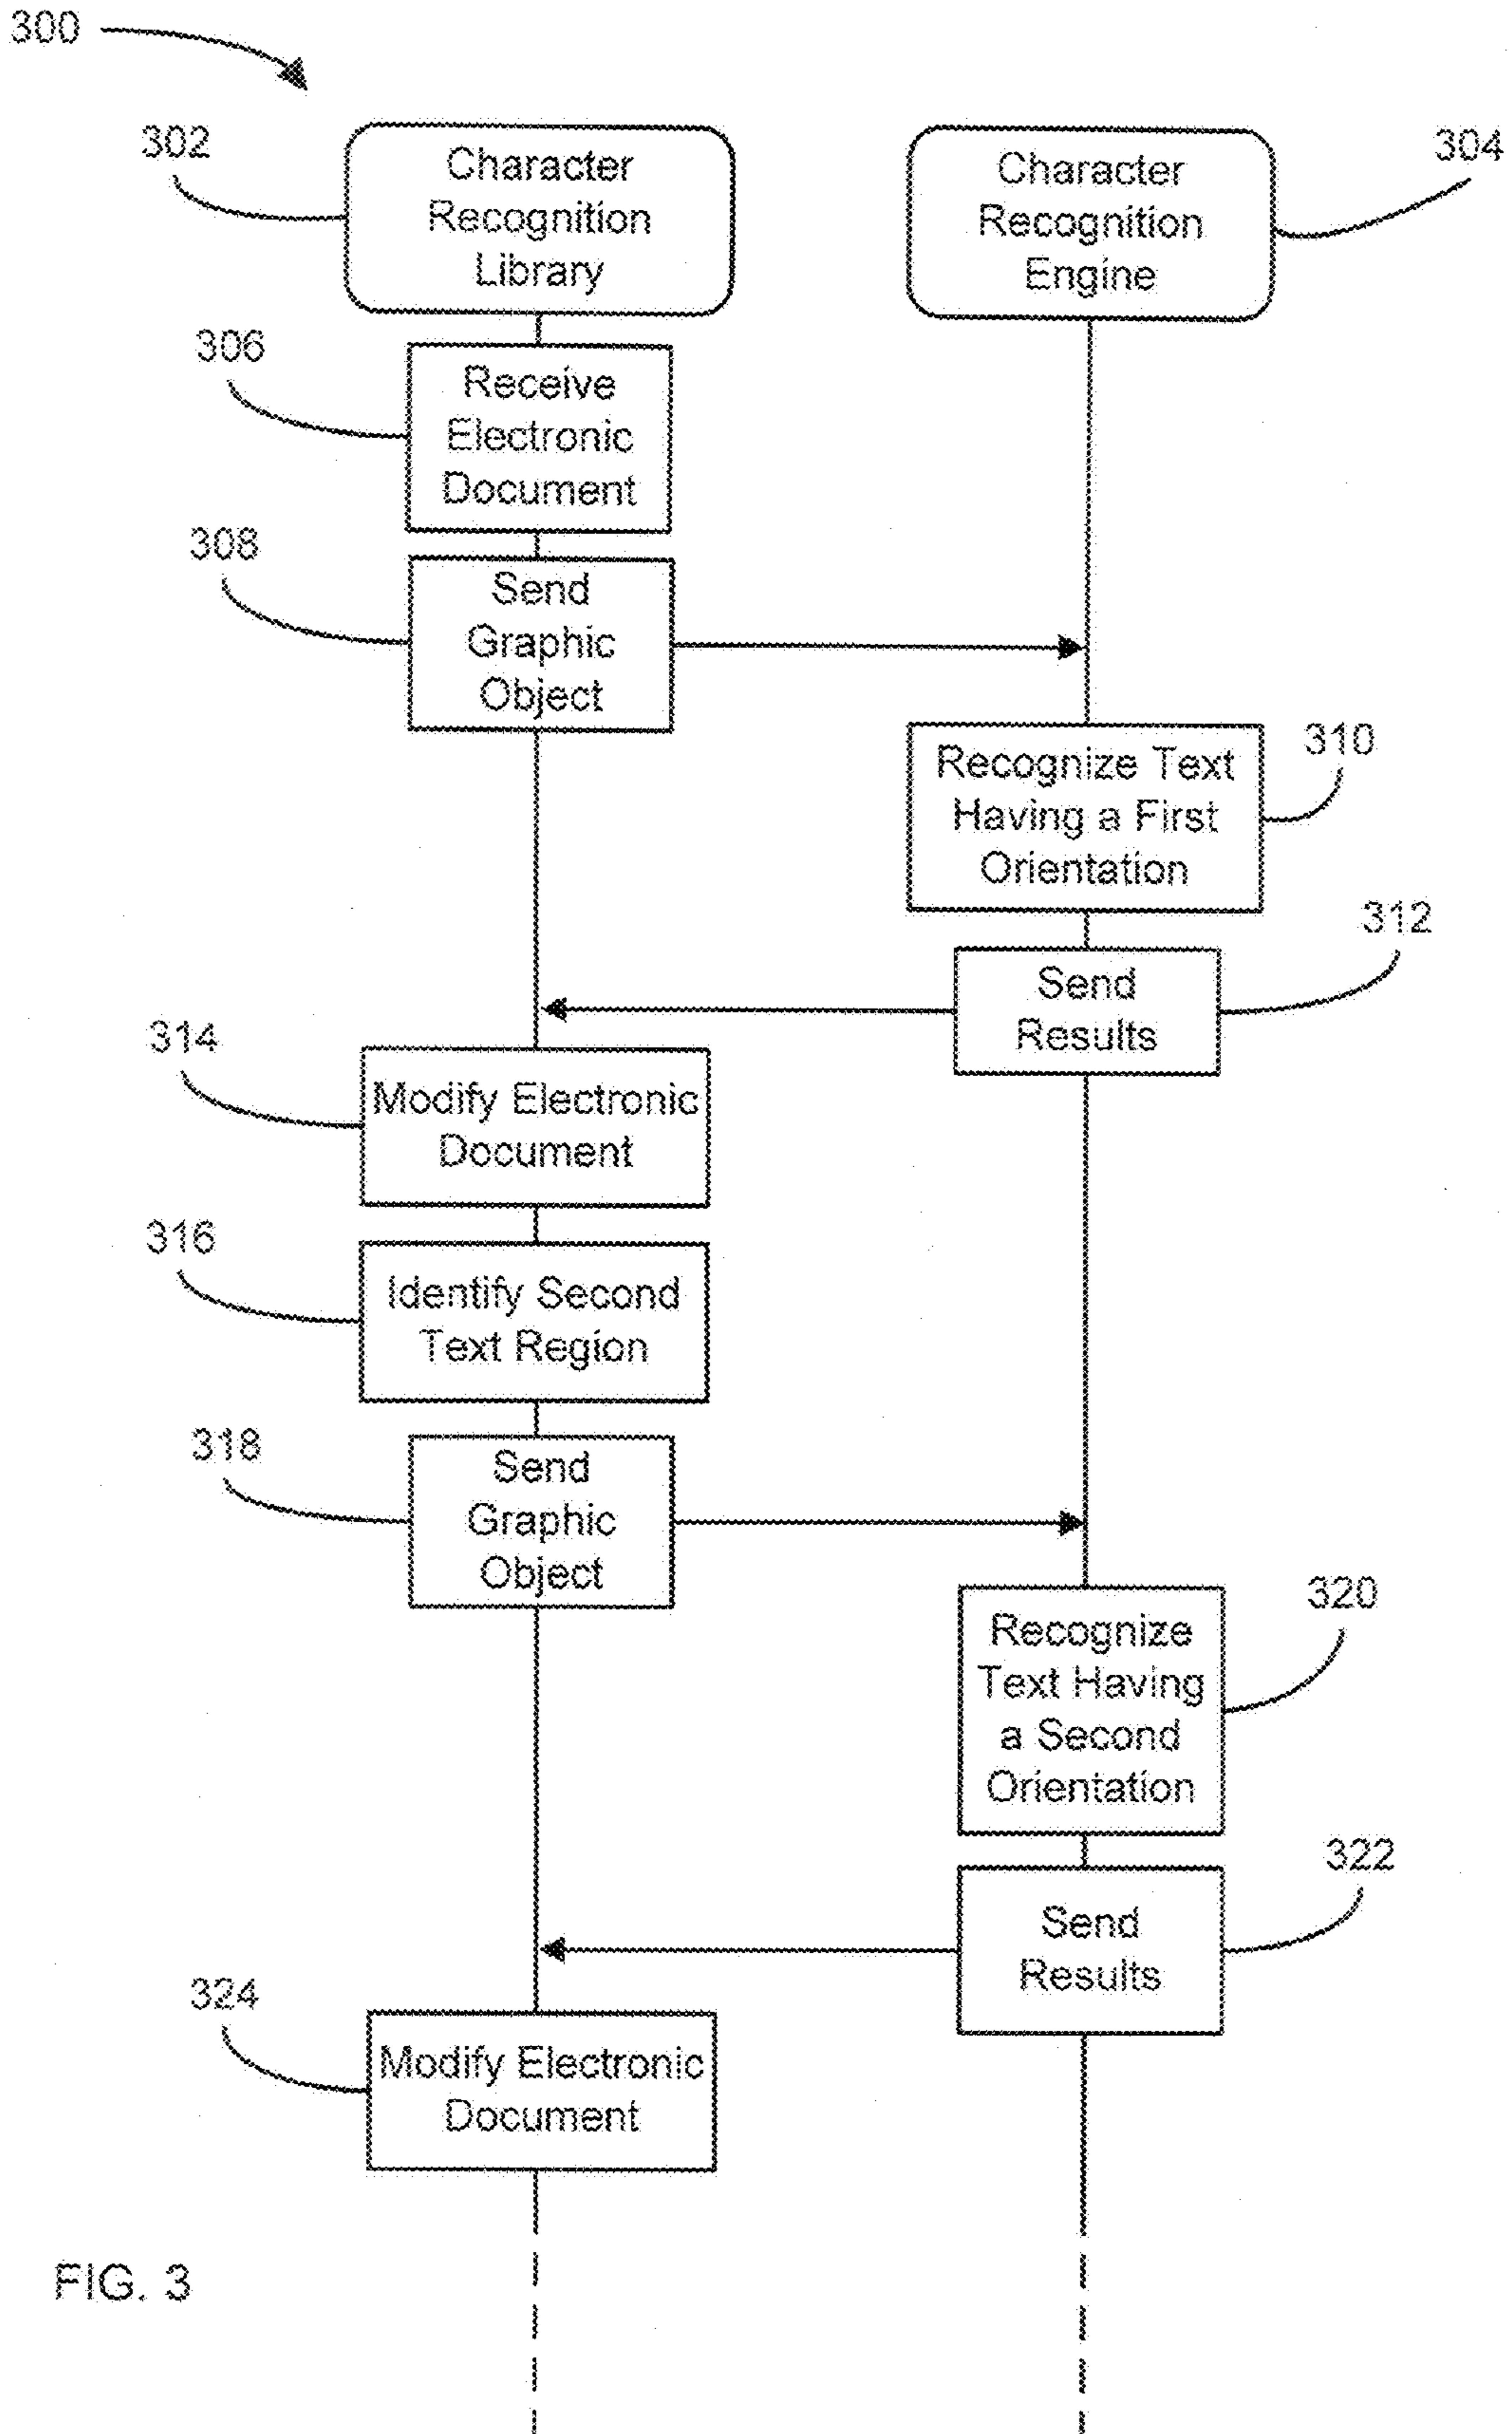 300
302
Character
Recognition
Library
Character
Recognition
Engine
304
306
Receive
Electronic
Document
308
Send
Graphic
Object
310
Recognize Text
Having a First
Orientation
312
Send
Results
314
Modify Electronic
Document
316
Identify Second
Text Region
318
Send
Graphic
Object
320
Recognize
Text Having
a Second
Orientation
322
Send
Results
324
Modify Electronic
Document
FIG. 3